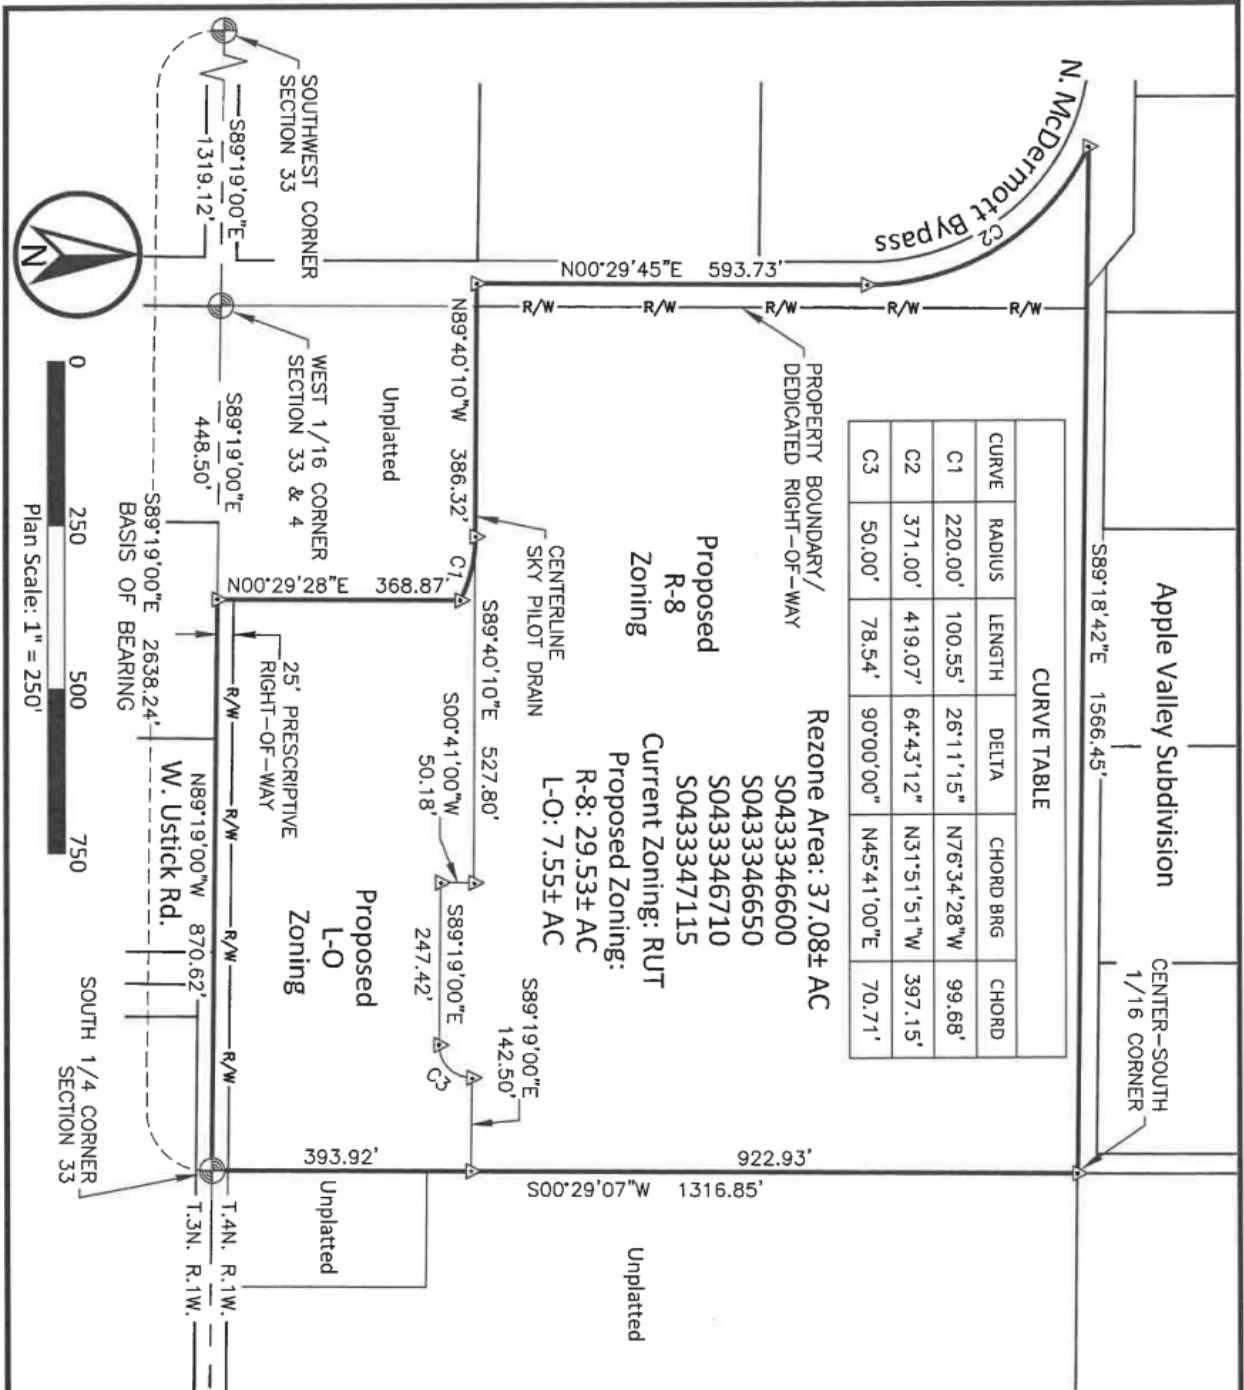 Apple Valley Subdivision
CENTER-SOUTH
1/16 CORNER
S89°18'42"E 1566.45'
N. McDermott Bypass
C2
CURVE TABLE
CURVE RADIUS LENGTH DELTA CHORD BRG CHORD
C1 220.00' 100.55' 26°11'15" N76°34'28"W 99.68'
C2 371.00' 419.07' 64°43'12" N31°51'51"W 397.15'
C3 50.00' 78.54' 90°00'00" N45°41'00"E 70.71'
PROPERTY BOUNDARY/
DEDICATED RIGHT-OF-WAY
R/W
R/W
R/W
R/W
R/W
N00°29'45"E 593.73'
Rezone Area: 37.08± AC
S0433346600
S0433346650
S0433346710
S0433347115
Current Zoning: RUT
Proposed Zoning:
R-8: 29.53± AC
L-O: 7.55± AC
Proposed
R-8
Zoning
922.93'
S00°29'07"W 1316.85'
Unplatted
CENTERLINE
SKY PILOT DRAIN
N89°40'10"W 386.32'
C1
S89°40'10"E 527.80'
S00°41'00"W
50.18'
S89°19'00"E
247.42'
C3
S89°19'00"E
142.50'
Unplatted
N00°29'28"E 368.87'
Proposed
L-O
Zoning
393.92'
Unplatted
SOUTHWEST CORNER
SECTION 33
WEST 1/16 CORNER
SECTION 33 & 4
25' PRESCRIPTIVE
RIGHT-OF-WAY
R/W
R/W
R/W
R/W
S89°19'00"E
1319.12'
S89°19'00"E
448.50'
N89°19'00"W 870.62'
W. Ustick Rd.
T.4N. R.1W.
T.3N. R.1W.
S89°19'00"E 2638.24'
BASIS OF BEARING
SOUTH 1/4 CORNER
SECTION 33
N
0 250 500 750
Plan Scale: 1" = 250'